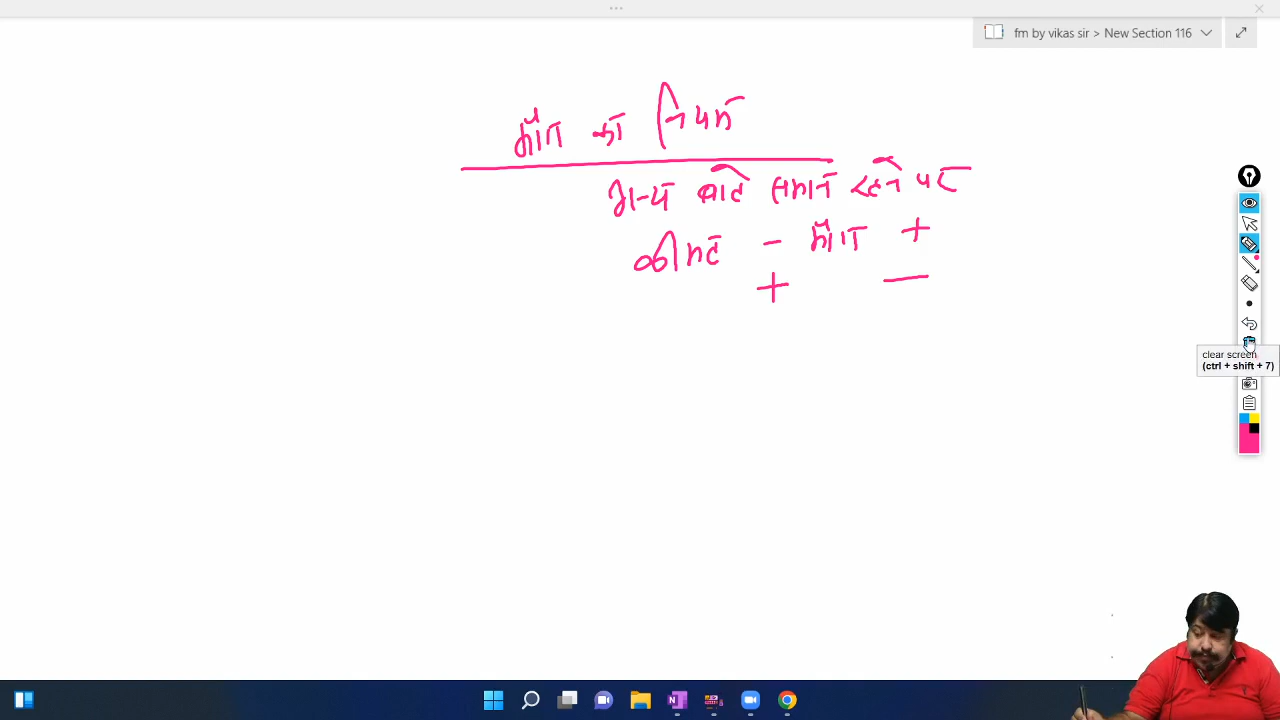 fm by vikas sir > New Section 116
माँग का नियम
अन्य बाते समान रहने पर
कीमत - माँग +
+ —
clear screen
(ctrl + shift + 7)